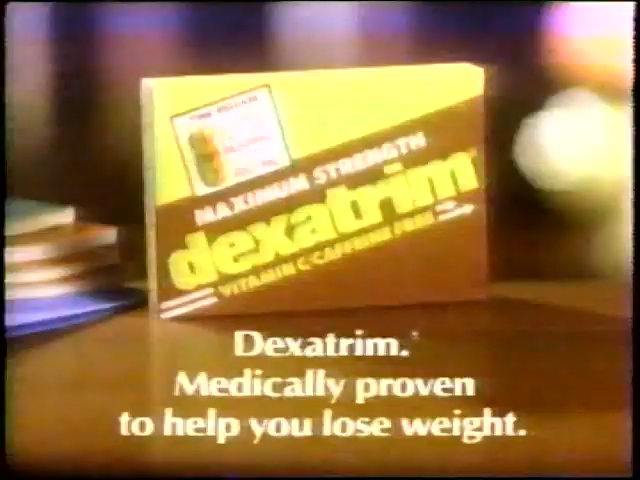 MAXIMUM STRENGTH
dexatrim
VITAMIN C · CAFFEINE FREE
Dexatrim.
Medically proven
to help you lose weight.